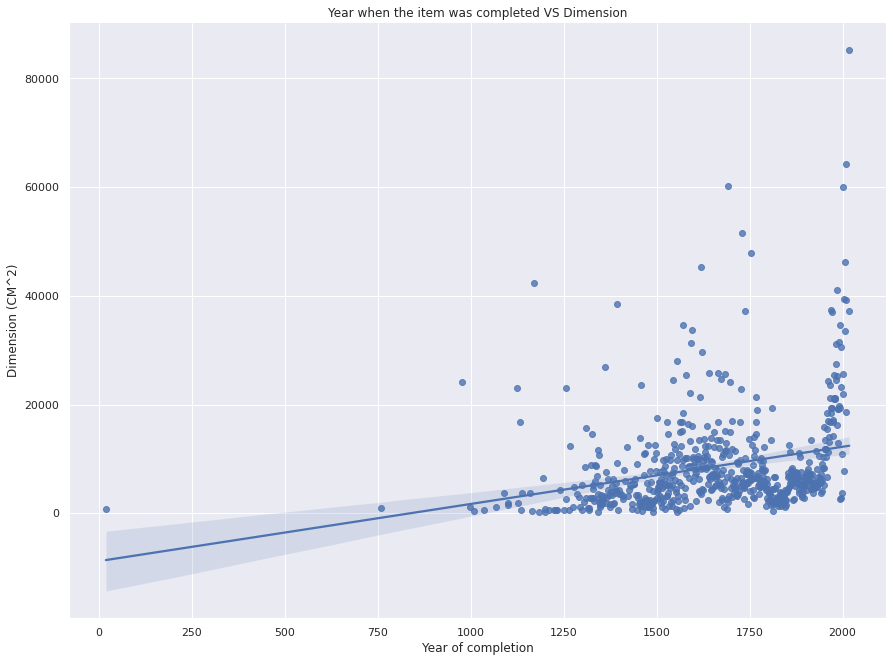 Year when the item was completed VS Dimension
Dimension (CM^2)
80000
60000
40000
20000
0
0 250 500 750 1000 1250 1500 1750 2000
Year of completion